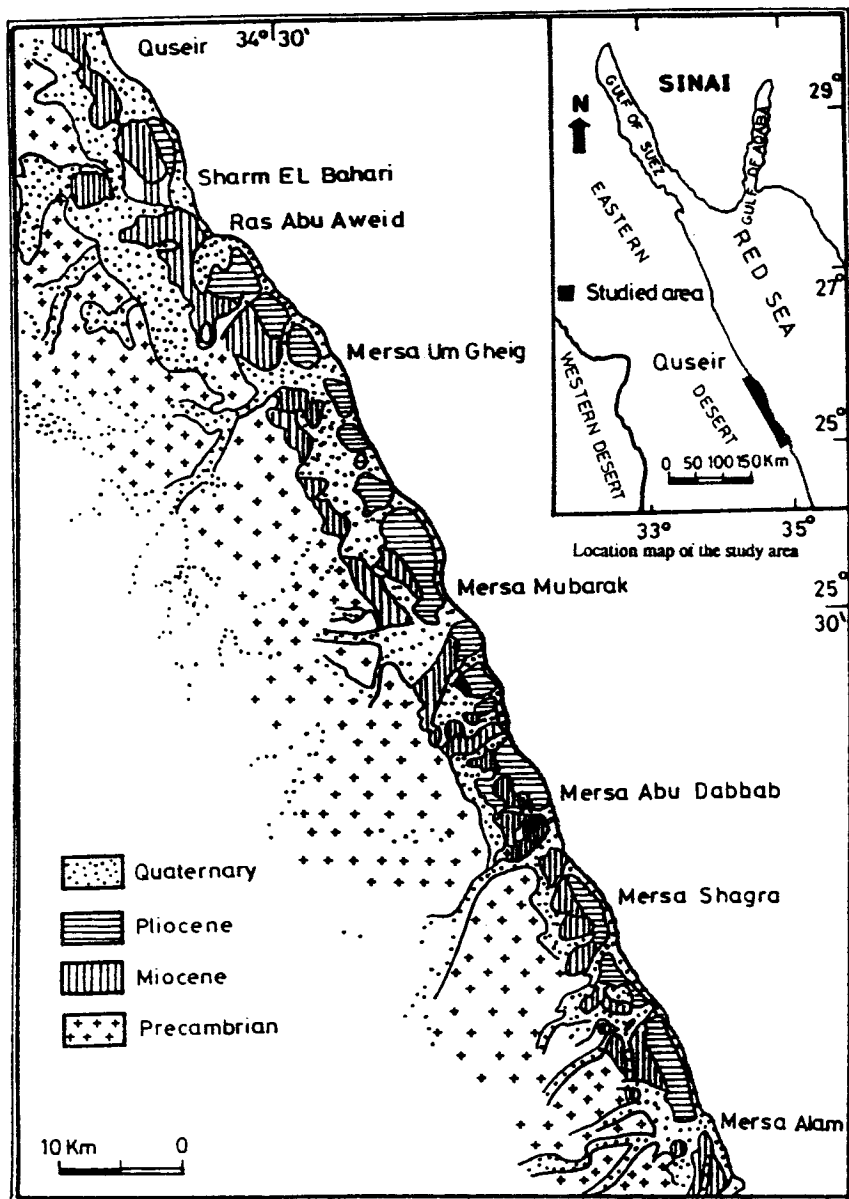 Quseir 34° 30'
Sharm EL Bahari
Ras Abu Aweid
Mersa Um Gheig
Mersa Mubarak
25°
30'
Mersa Abu Dabbab
Mersa Shagra
Mersa Alam
Quaternary
Pliocene
Miocene
Precambrian
10 Km 0
SINAI
N
GULF OF SUEZ
GULF OF AQABA
29°
EASTERN
RED SEA
27°
Studied area
Quseir
WESTERN DESERT
DESERT
25°
0 50 100 150 Km
33° 35°
Location map of the study area